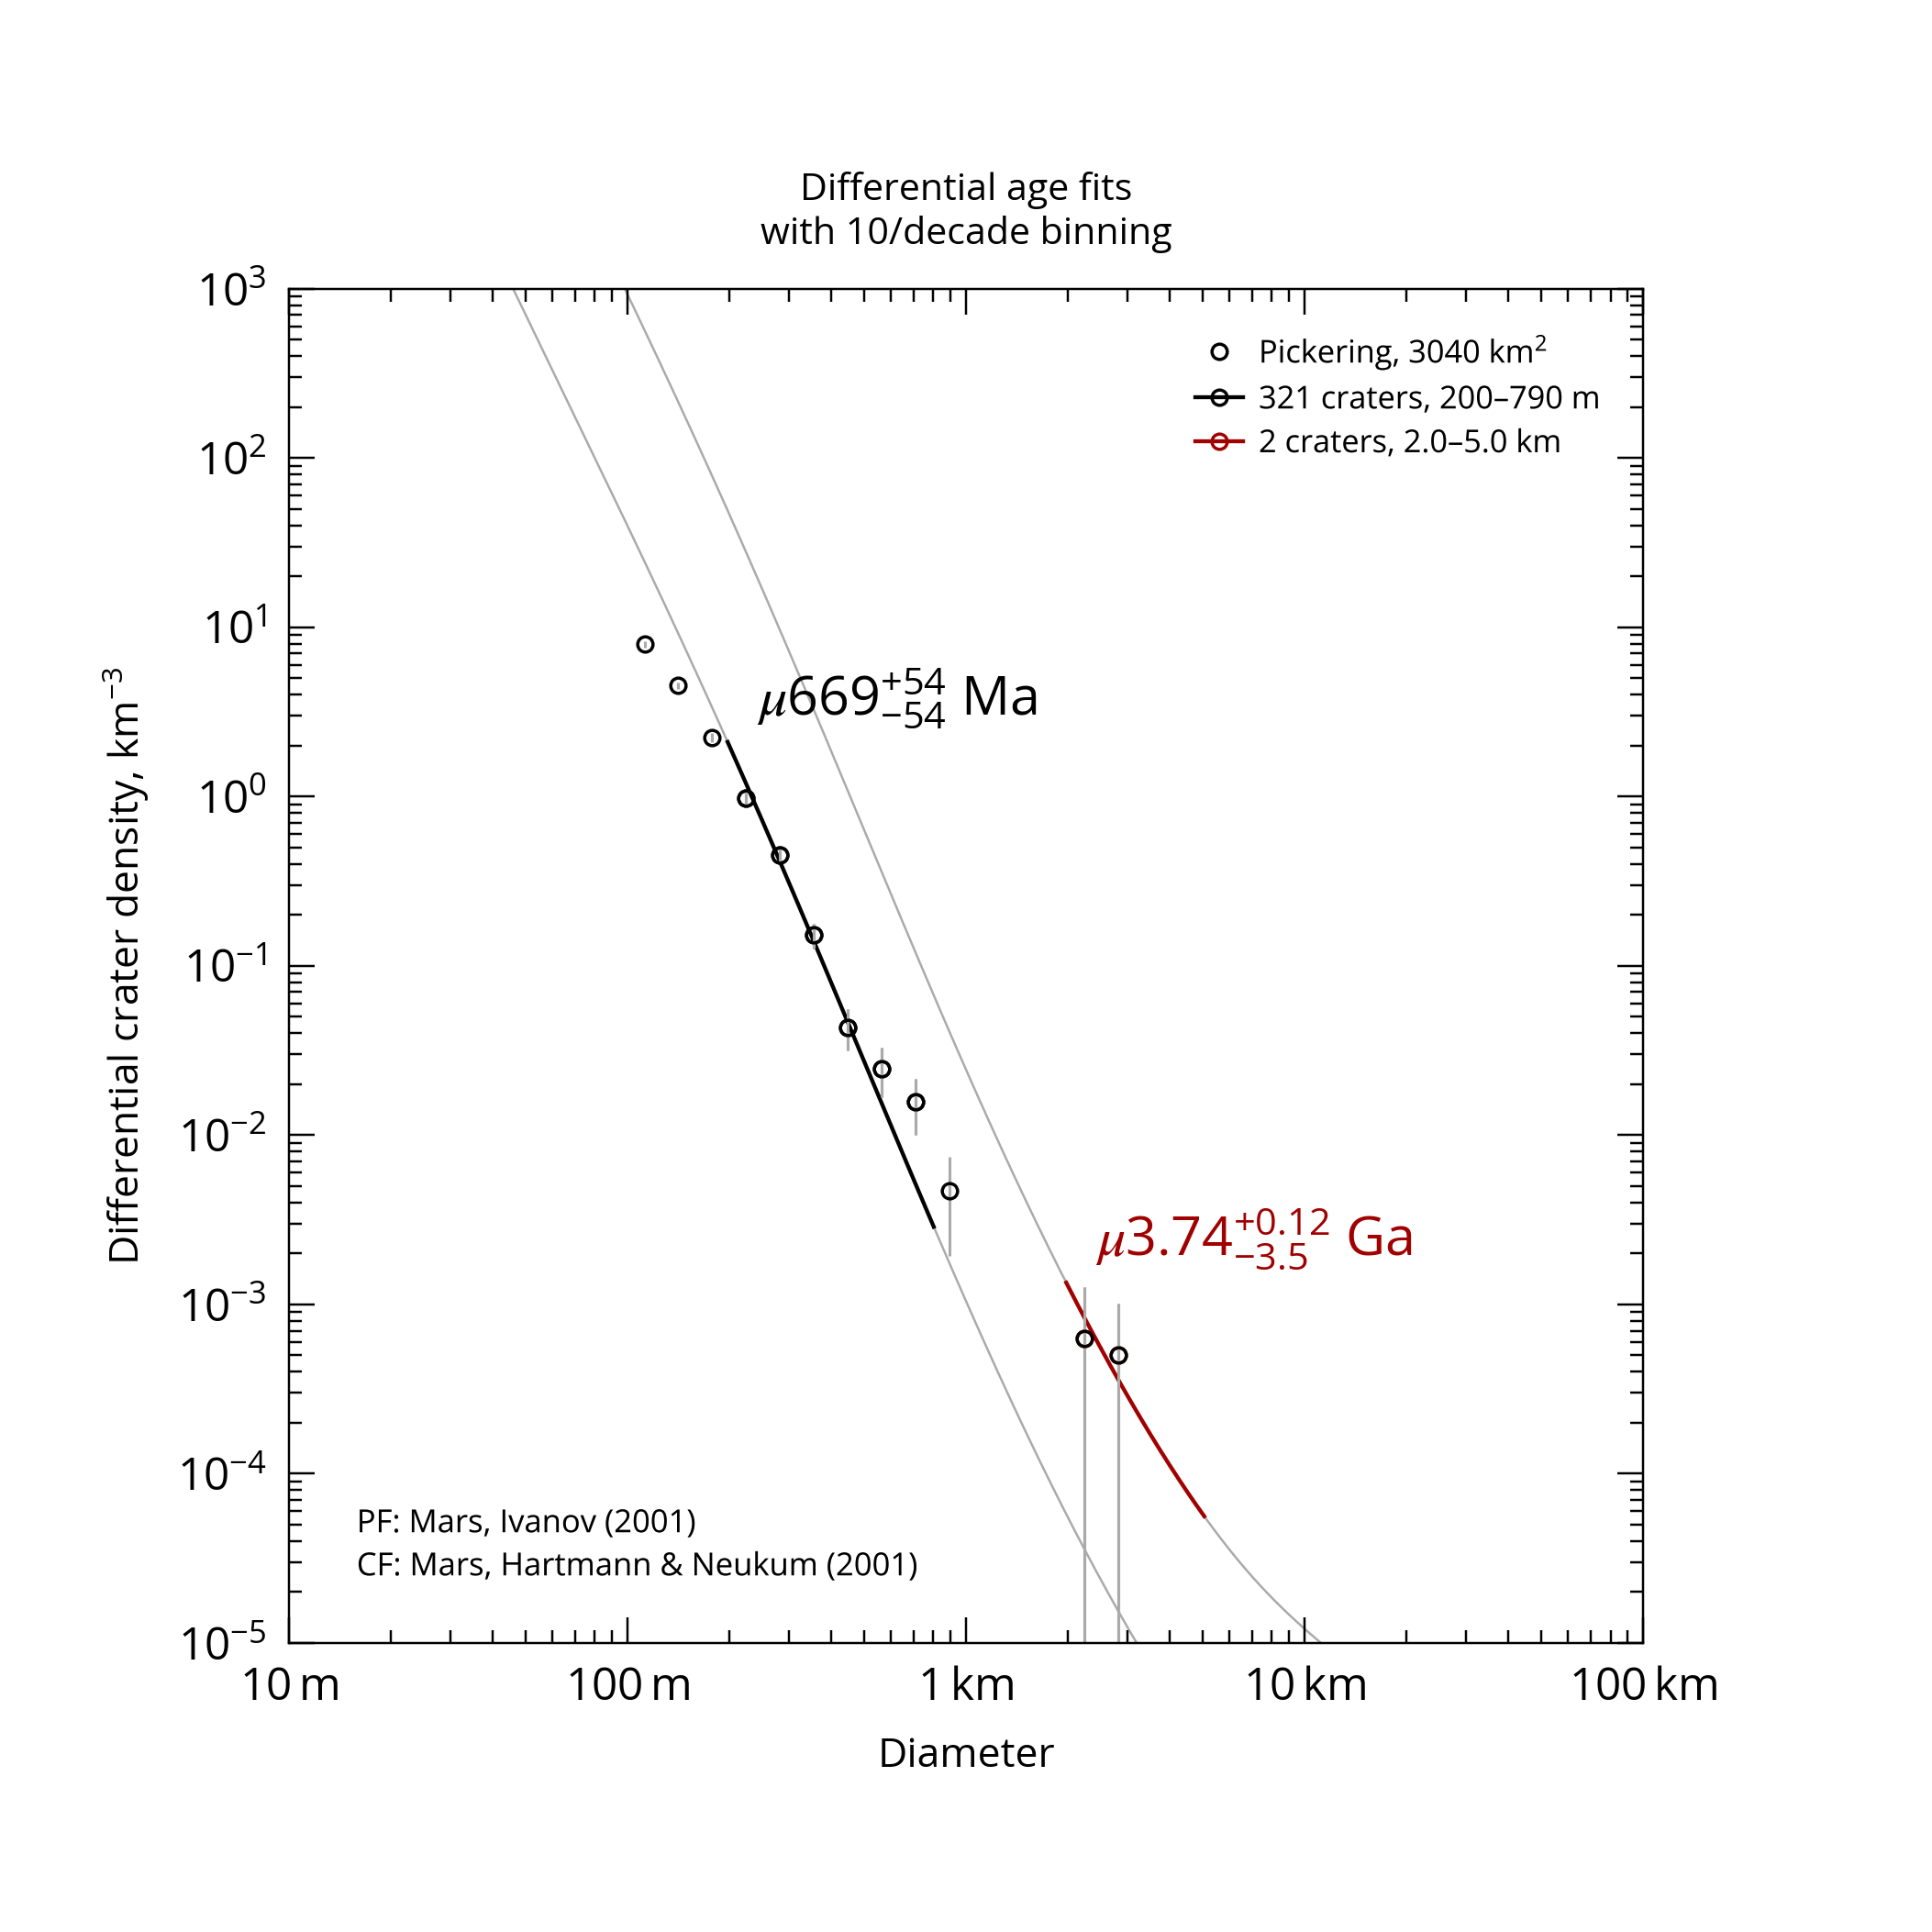 Differential age fits
with 10/decade binning
Pickering, 3040 km²
321 craters, 200–790 m
2 craters, 2.0–5.0 km
10³
10²
10¹
10⁰
10⁻¹
10⁻²
10⁻³
10⁻⁴
10⁻⁵
Differential crater density, km⁻³
μ669 +54 −54 Ma
μ3.74 +0.12 −3.5 Ga
PF: Mars, Ivanov (2001)
CF: Mars, Hartmann & Neukum (2001)
10 m 100 m 1 km 10 km 100 km
Diameter